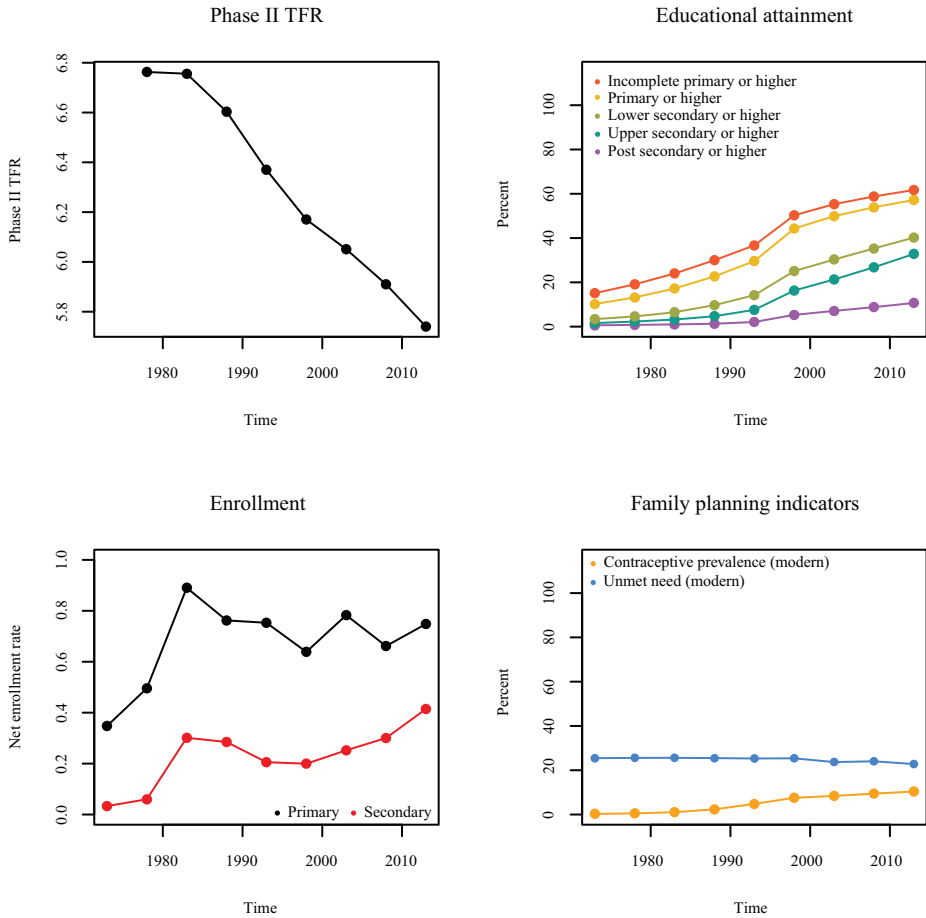 Phase II TFR
Phase II TFR
6.8
6.6
6.4
6.2
6.0
5.8
1980 1990 2000 2010
Time
Educational attainment
Percent
100
80
60
40
20
0
Incomplete primary or higher
Primary or higher
Lower secondary or higher
Upper secondary or higher
Post secondary or higher
1980 1990 2000 2010
Time
Enrollment
Net enrollment rate
1.0
0.8
0.6
0.4
0.2
0.0
Primary Secondary
1980 1990 2000 2010
Time
Family planning indicators
Percent
100
80
60
40
20
0
Contraceptive prevalence (modern)
Unmet need (modern)
1980 1990 2000 2010
Time